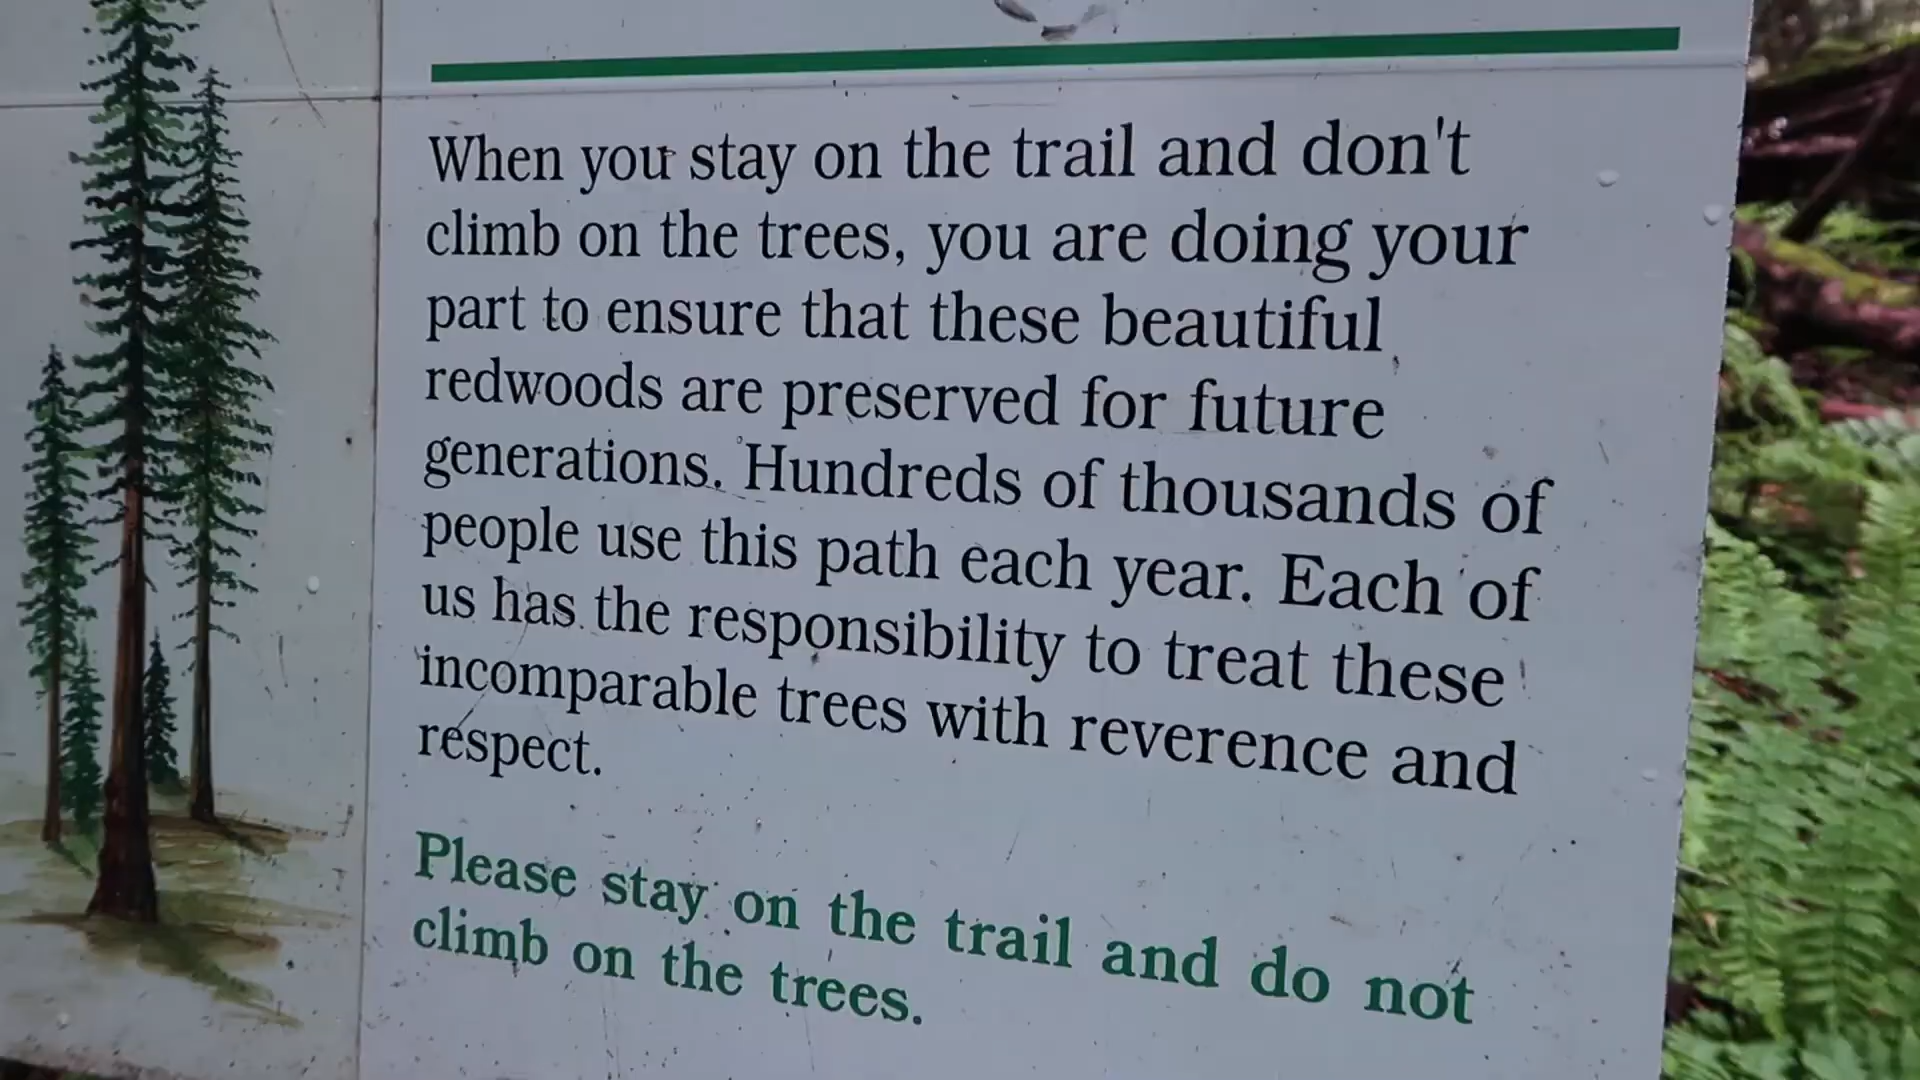 When you stay on the trail and don't
climb on the trees, you are doing your
part to ensure that these beautiful
redwoods are preserved for future
generations. Hundreds of thousands of
people use this path each year. Each of
us has the responsibility to treat these
incomparable trees with reverence and
respect.
Please stay on the trail and do not
climb on the trees.